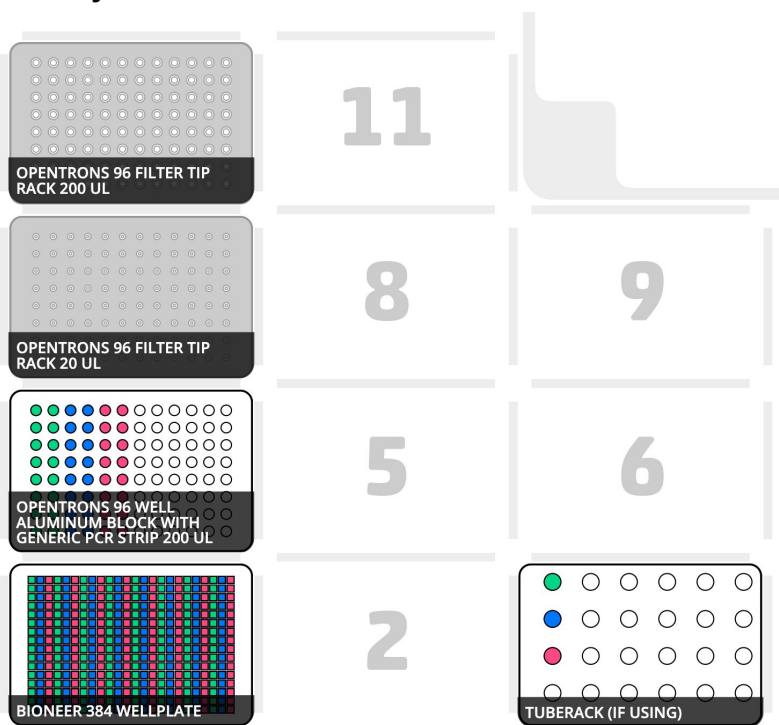 OPENTRONS 96 FILTER TIP
RACK 200 UL
11
OPENTRONS 96 FILTER TIP
RACK 20 UL
8
9
OPENTRONS 96 WELL
ALUMINUM BLOCK WITH
GENERIC PCR STRIP 200 UL
5
6
BIONEER 384 WELLPLATE
2
TUBERACK (IF USING)